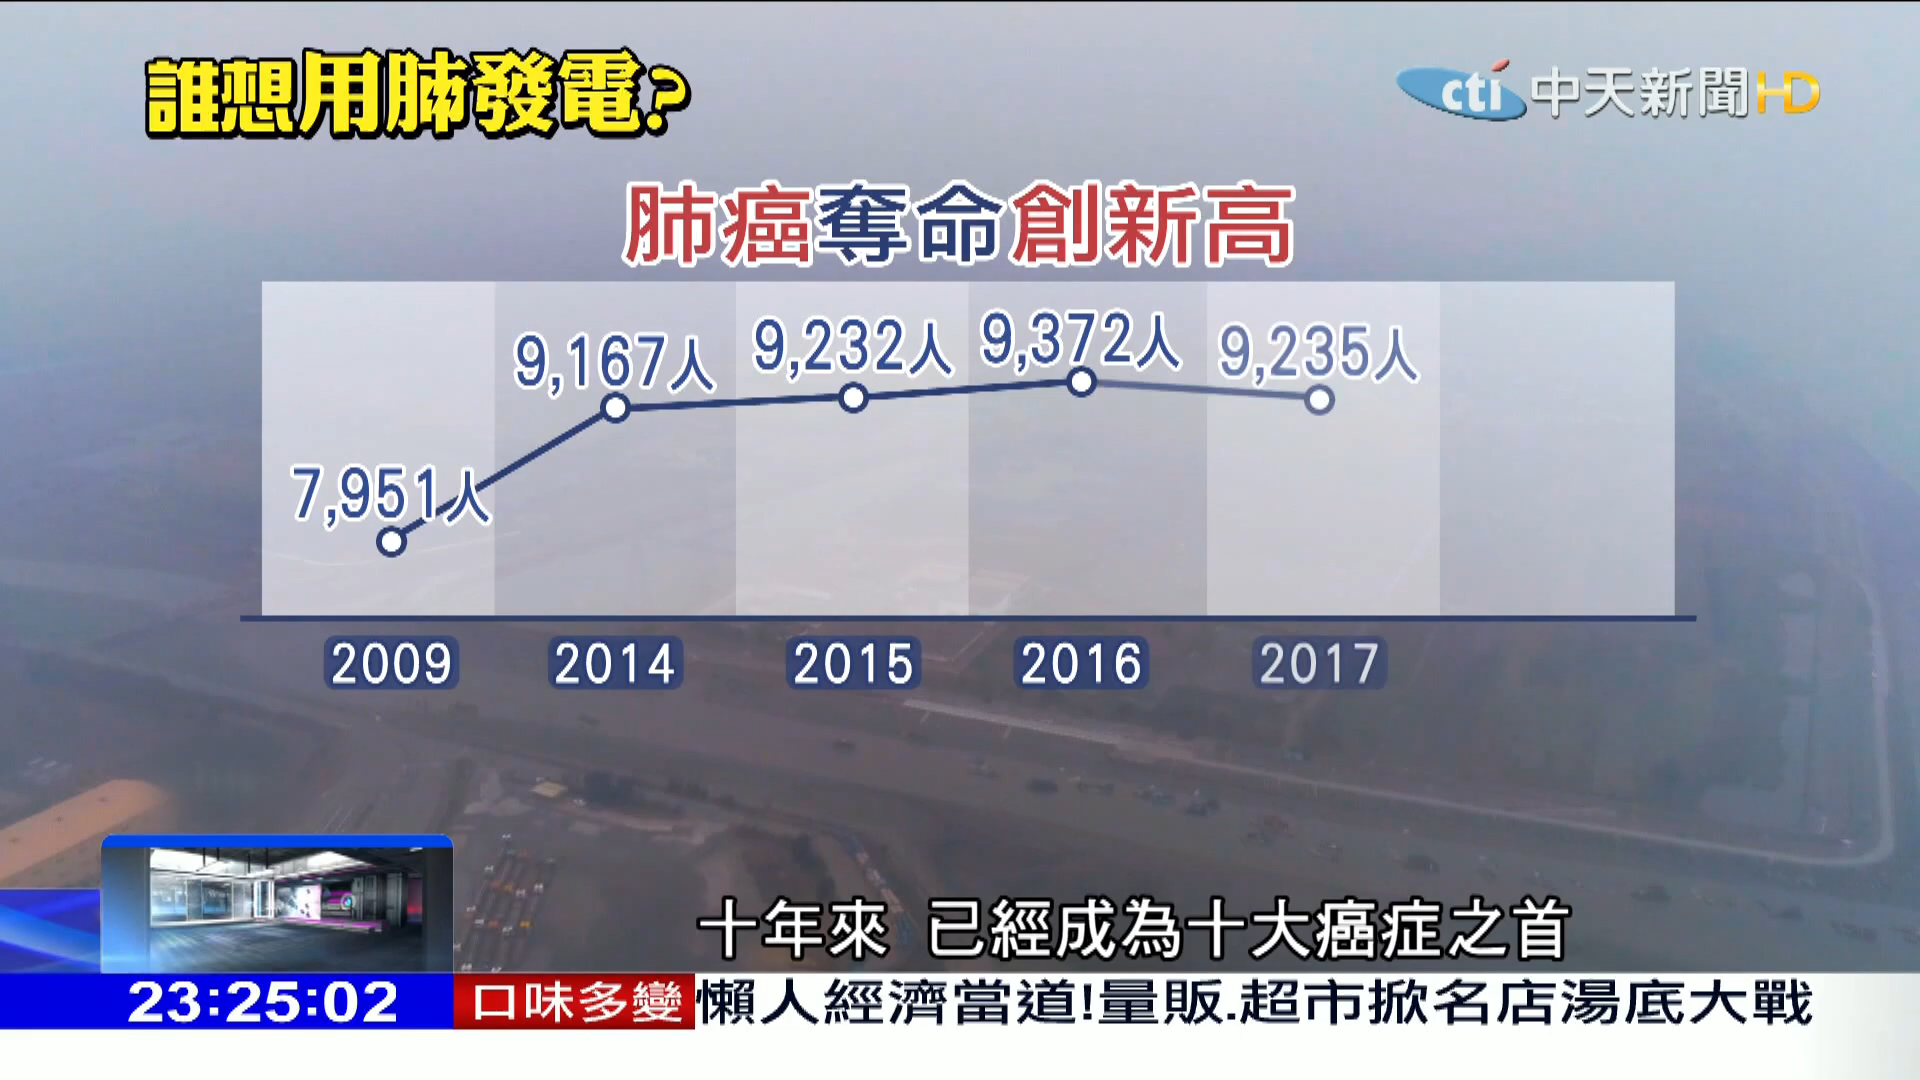 誰想用肺發電?
cti 中天新聞HD
肺癌奪命創新高
7,951人
9,167人
9,232人
9,372人
9,235人
2009
2014
2015
2016
2017
十年來 已經成為十大癌症之首
23:25:02
口味多變
懶人經濟當道!量販.超市掀名店湯底大戰